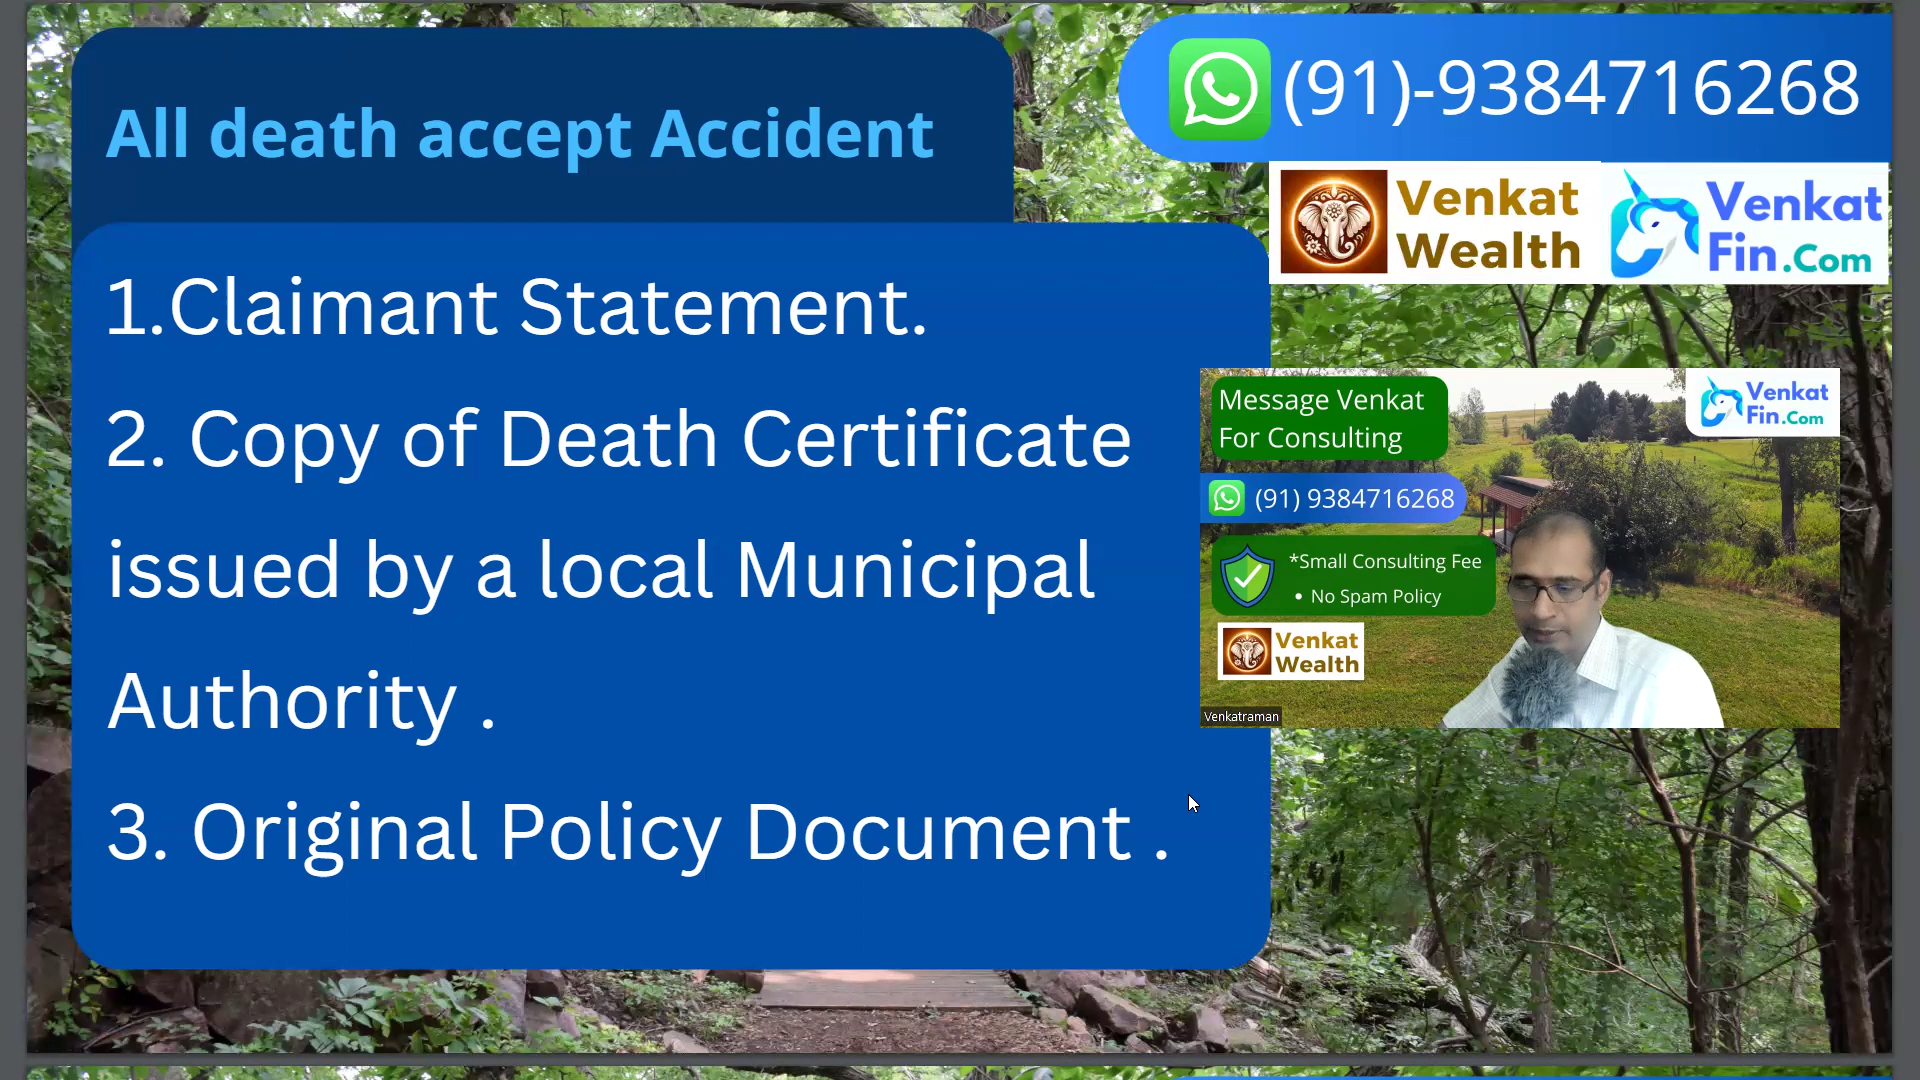 All death accept Accident
(91)-9384716268
Venkat
Wealth
Venkat
Fin.Com
1.Claimant Statement.
2. Copy of Death Certificate
issued by a local Municipal
Authority .
3. Original Policy Document .
Message Venkat
For Consulting
Venkat
Fin.Com
(91) 9384716268
*Small Consulting Fee
• No Spam Policy
Venkat
Wealth
Venkatraman